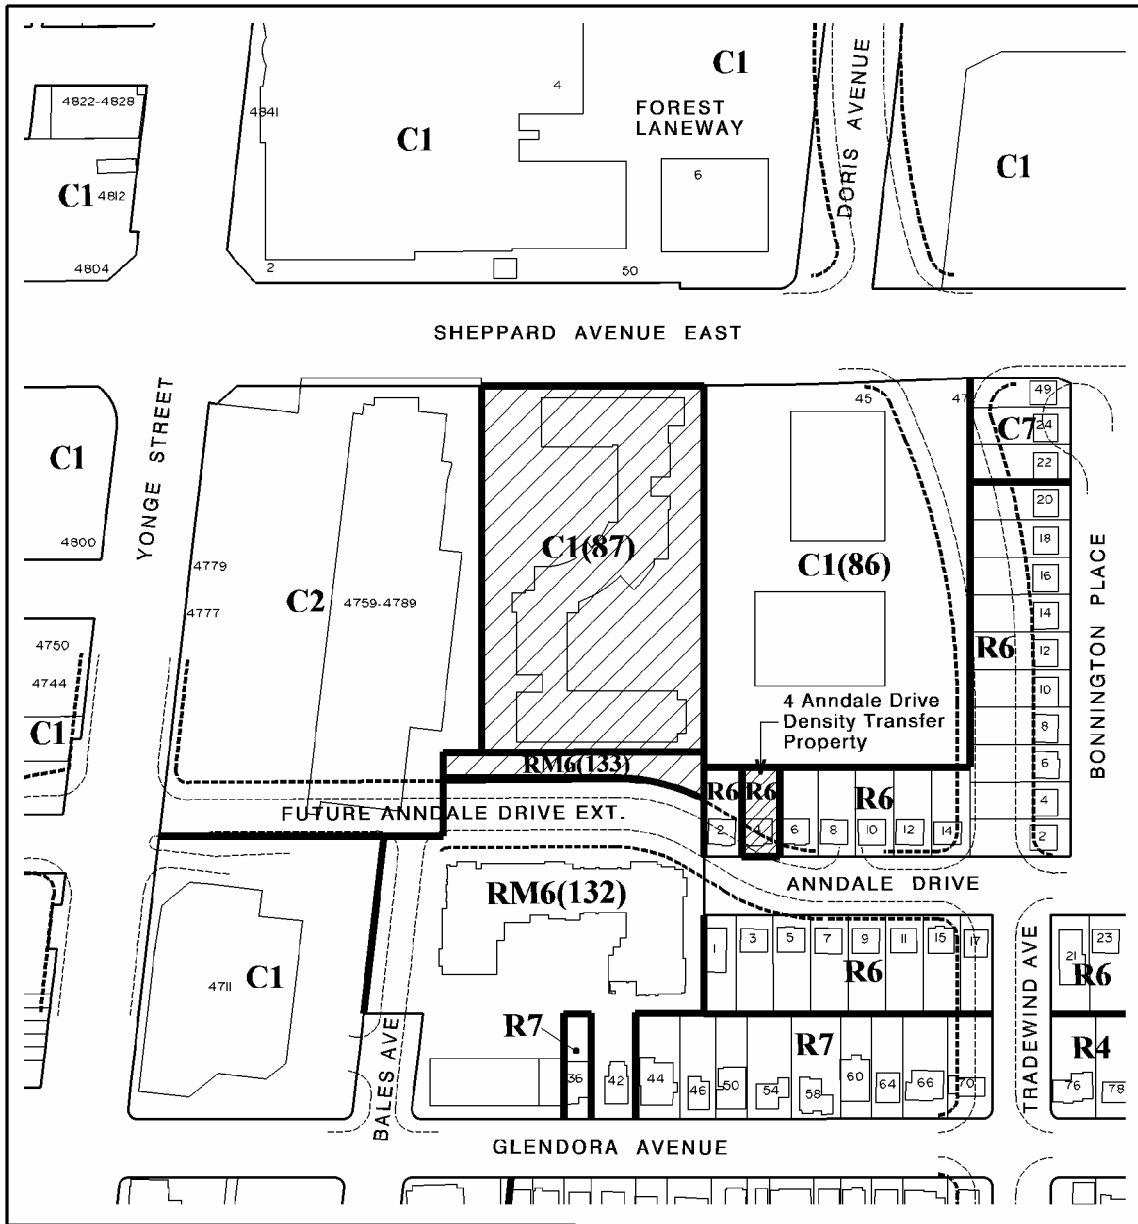 4822-4828
4841
4
C1
FOREST
LANEWAY
DORIS AVENUE
C1
C1
C1
4812
6
4804
2
50
SHEPPARD AVENUE EAST
YONGE STREET
C1
4800
45
47
49
C7
24
22
20
18
16
14
12
10
8
6
4
2
R6
BONNINGTON PLACE
C1(87)
C1(86)
4779
4777
C2
4759-4789
4750
4744
C1
4 Anndale Drive
Density Transfer
Property
RM6(133)
R6
R6
R6
2
4
6
8
10
12
14
FUTURE ANNDALE DRIVE EXT.
ANNDALE DRIVE
RM6(132)
1
3
5
7
9
11
15
17
R6
21
23
R6
4711
C1
BALES AVE
TRADEWIND AVE
R7
R7
R4
36
42
44
46
50
54
58
60
64
66
70
76
78
GLENDORA AVENUE